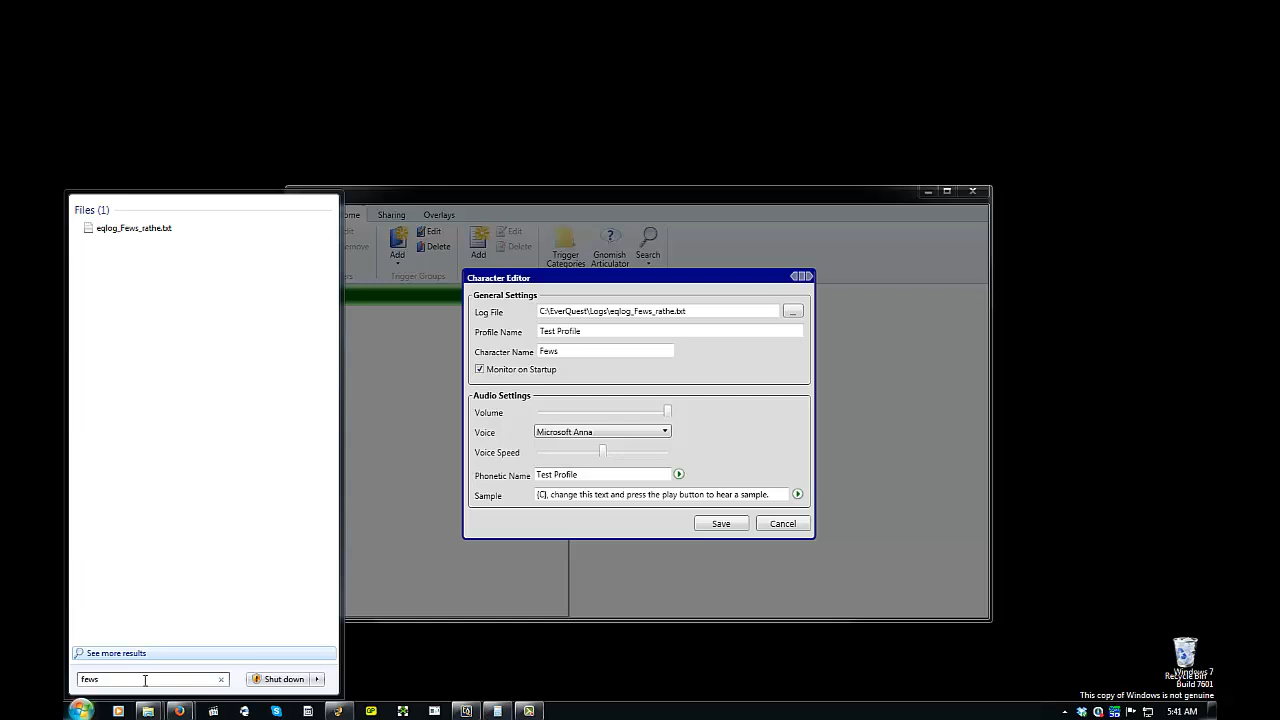 Files (1)
eqlog_Fews_rathe.txt
See more results
fews
Shut down
ome
Sharing
Overlays
Edit
Edit
Delete
Delete
Add
Add
Trigger Categories
Gnomish Articulator
Search
Trigger Groups
Character Editor
General Settings
Log File
C:\EverQuest\Logs\eqlog_Fews_rathe.txt
...
Profile Name
Test Profile
Character Name
Fews
Monitor on Startup
Audio Settings
Volume
Voice
Microsoft Anna
Voice Speed
Phonetic Name
Test Profile
Sample
{C}, change this text and press the play button to hear a sample.
Save
Cancel
Windows 7
Build 7601
This copy of Windows is not genuine
5:41 AM